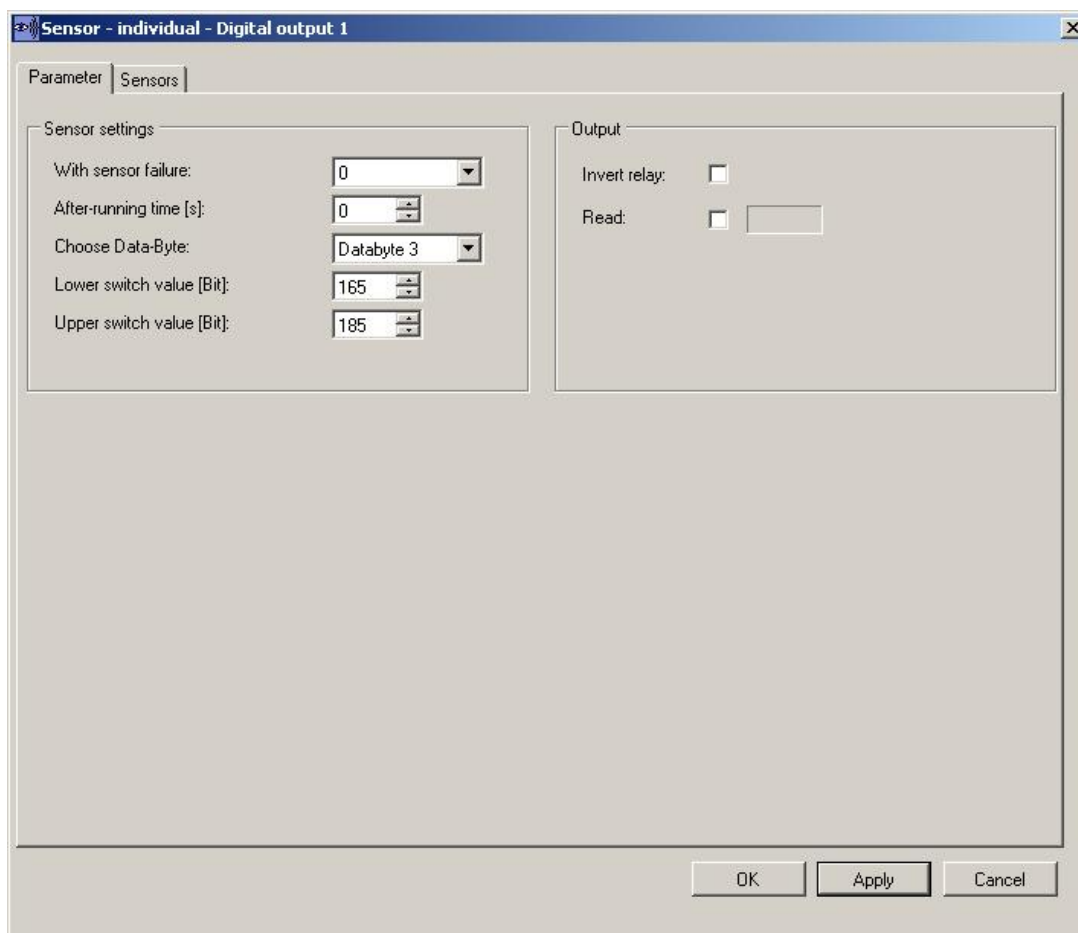 Sensor - individual - Digital output 1
Parameter Sensors
Sensor settings
With sensor failure: 0
After-running time [s]: 0
Choose Data-Byte: Databyte 3
Lower switch value [Bit]: 165
Upper switch value [Bit]: 185
Output
Invert relay:
Read:
OK Apply Cancel